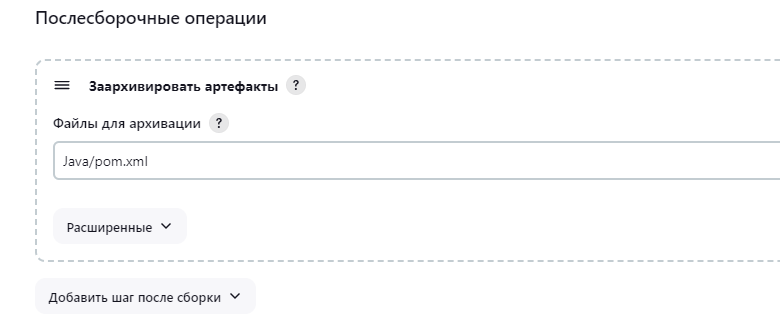 Послесборочные операции
Заархивировать артефакты ?
Файлы для архивации ?
Java/pom.xml
Расширенные
Добавить шаг после сборки